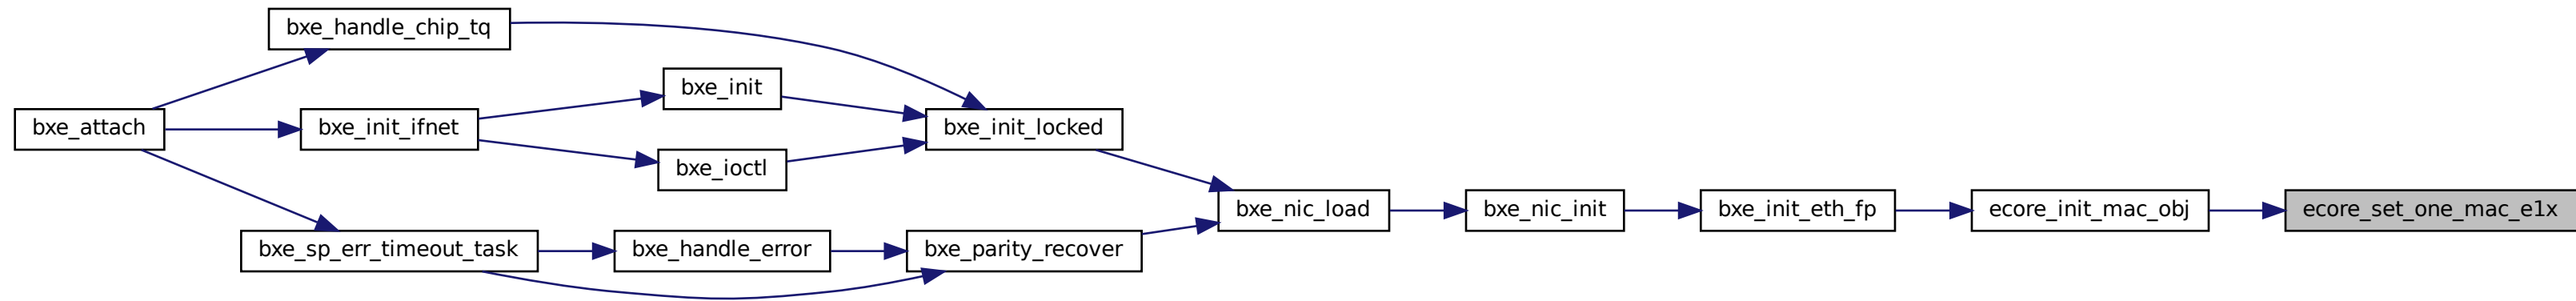 bxe_handle_chip_tq
bxe_init
bxe_attach
bxe_init_ifnet
bxe_init_locked
bxe_ioctl
bxe_nic_load
bxe_nic_init
bxe_init_eth_fp
ecore_init_mac_obj
ecore_set_one_mac_e1x
bxe_sp_err_timeout_task
bxe_handle_error
bxe_parity_recover